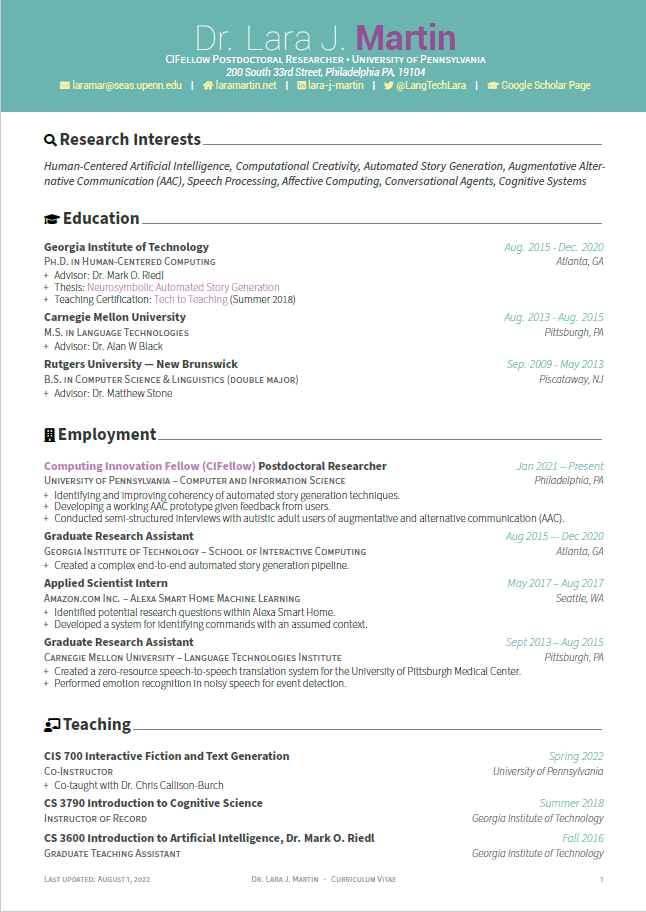 Dr. Lara J. Martin
CIFellow Postdoctoral Researcher • University of Pennsylvania
200 South 33rd Street, Philadelphia PA, 19104
laramar@seas.upenn.edu | laramartin.net | lara-j-martin | @LangTechLara | Google Scholar Page
Research Interests
Human-Centered Artificial Intelligence, Computational Creativity, Automated Story Generation, Augmentative Alter-
native Communication (AAC), Speech Processing, Affective Computing, Conversational Agents, Cognitive Systems
Education
Georgia Institute of Technology Aug. 2015 - Dec. 2020
Ph.D. in Human-Centered Computing Atlanta, GA
+ Advisor: Dr. Mark O. Riedl
+ Thesis: Neurosymbolic Automated Story Generation
+ Teaching Certification: Tech to Teaching (Summer 2018)
Carnegie Mellon University Aug. 2013 - Aug. 2015
M.S. in Language Technologies Pittsburgh, PA
+ Advisor: Dr. Alan W Black
Rutgers University — New Brunswick Sep. 2009 - May 2013
B.S. in Computer Science & Linguistics (double major) Piscataway, NJ
+ Advisor: Dr. Matthew Stone
Employment
Computing Innovation Fellow (CIFellow) Postdoctoral Researcher Jan 2021 – Present
University of Pennsylvania – Computer and Information Science Philadelphia, PA
+ Identifying and improving coherency of automated story generation techniques.
+ Developing a working AAC prototype given feedback from users.
+ Conducted semi-structured interviews with autistic adult users of augmentative and alternative communication (AAC).
Graduate Research Assistant Aug 2015 –- Dec 2020
Georgia Institute of Technology – School of Interactive Computing Atlanta, GA
+ Created a complex end-to-end automated story generation pipeline.
Applied Scientist Intern May 2017 – Aug 2017
Amazon.com Inc. – Alexa Smart Home Machine Learning Seattle, WA
+ Identified potential research questions within Alexa Smart Home.
+ Developed a system for identifying commands with an assumed context.
Graduate Research Assistant Sept 2013 – Aug 2015
Carnegie Mellon University – Language Technologies Institute Pittsburgh, PA
+ Created a zero-resource speech-to-speech translation system for the University of Pittsburgh Medical Center.
+ Performed emotion recognition in noisy speech for event detection.
Teaching
CIS 700 Interactive Fiction and Text Generation Spring 2022
Co-Instructor University of Pennsylvania
+ Co-taught with Dr. Chris Callison-Burch
CS 3790 Introduction to Cognitive Science Summer 2018
Instructor of Record Georgia Institute of Technology
CS 3600 Introduction to Artificial Intelligence, Dr. Mark O. Riedl Fall 2016
Graduate Teaching Assistant Georgia Institute of Technology
Last updated: August 1, 2022 Dr. Lara J. Martin · Curriculum Vitae 1